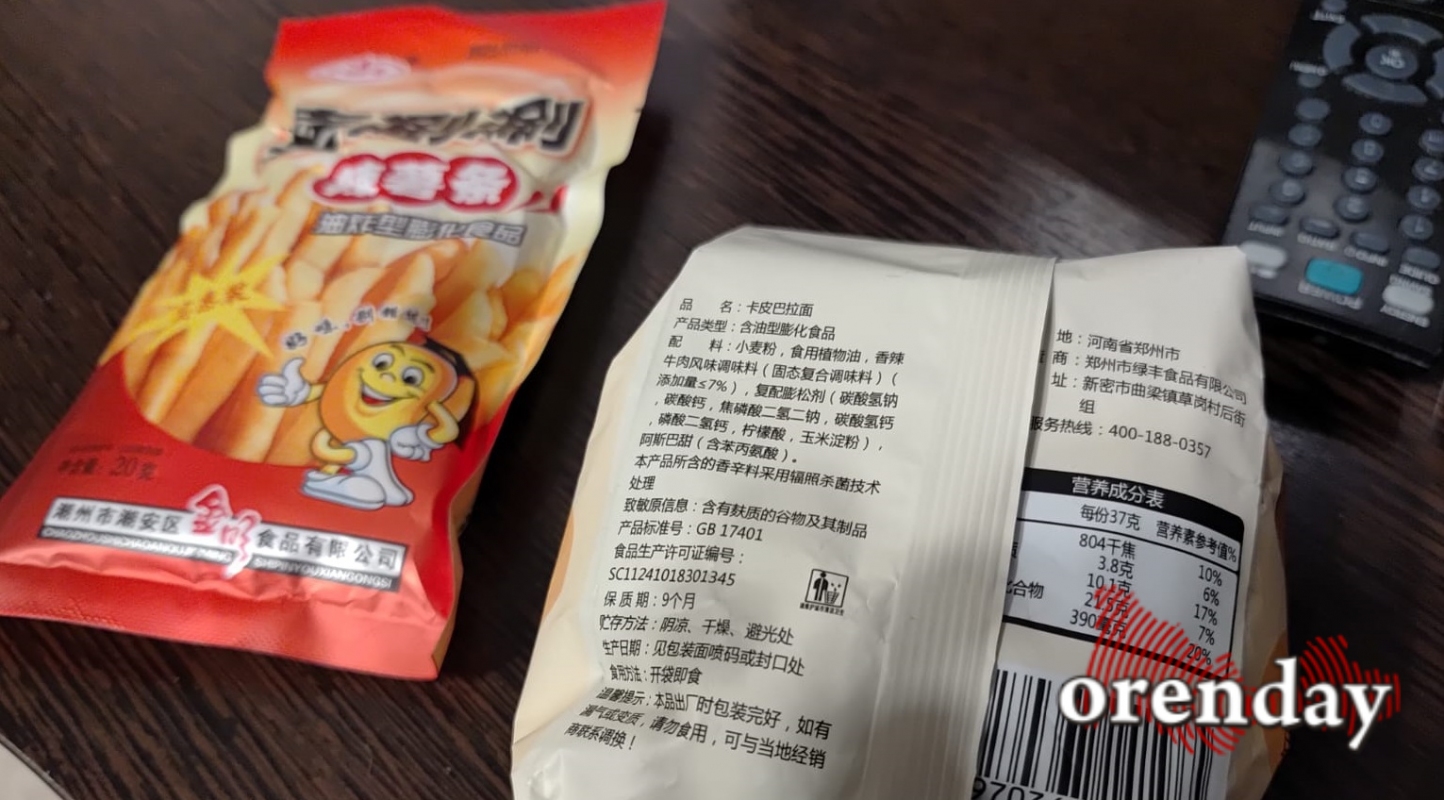 焦薯条
油炸型膨化食品
净含量：20克
潮州市潮安区
食品有限公司
品 名：卡皮巴拉面
产品类型：含油型膨化食品
配 料：小麦粉，食用植物油，香辣
牛肉风味调味料（固态复合调味料）（
添加量≤7%），复配膨松剂（碳酸氢钠
，碳酸钙，焦磷酸二氢二钠，碳酸氢钙
，磷酸二氢钙，柠檬酸，玉米淀粉），
阿斯巴甜（含苯丙氨酸）。
本产品所含的香辛料采用辐照杀菌技术
处理
致敏原信息：含有麸质的谷物及其制品
产品标准号：GB 17401
食品生产许可证编号：
SC11241018301345
保 质 期：9个月
贮存方法：阴凉、干燥、避光处
生产日期：见包装面喷码或封口处
食用方法：开袋即食
温馨提示：本品出厂时包装完好，如有
漏气或变质，请勿食用，可与当地经销
商联系调换！
地：河南省郑州市
商：郑州市绿丰食品有限公司
址：新密市曲梁镇草岗村后街
组
服务热线：400-188-0357
营养成分表
每份37克 营养素参考值%
804千焦 10%
3.8克 6%
10.1克 17%
化合物 7%
20%
orenday